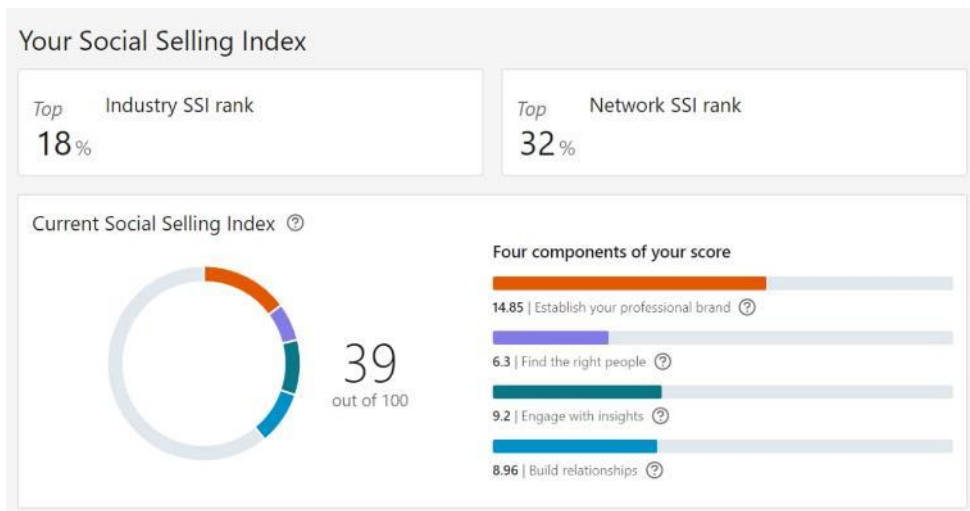 Your Social Selling Index
Top Industry SSI rank
18%
Top Network SSI rank
32%
Current Social Selling Index ?
39
out of 100
Four components of your score
14.85 | Establish your professional brand ?
6.3 | Find the right people ?
9.2 | Engage with insights ?
8.96 | Build relationships ?